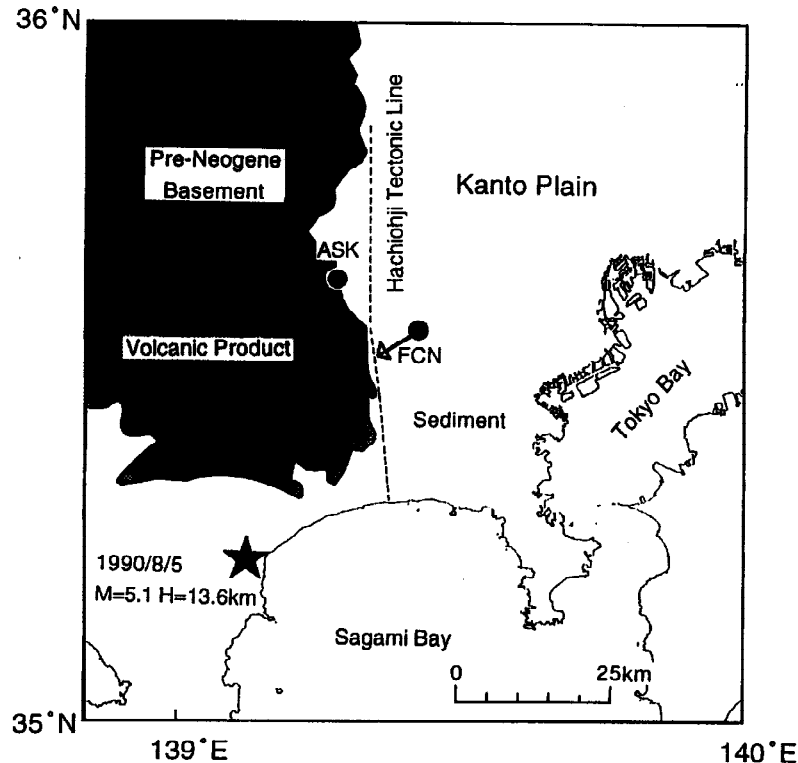 36˚N
Hachiohji Tectonic Line
Pre-Neogene
Basement
Kanto Plain
ASK
Volcanic Product
FCN
Sediment
Tokyo Bay
1990/8/5
M=5.1 H=13.6km
Sagami Bay
0 25km
35˚N
139˚E 140˚E